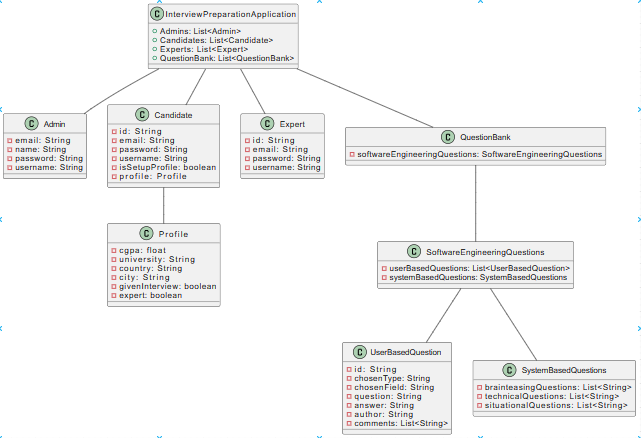 C InterviewPreparationApplication
Admins: List<Admin>
Candidates: List<Candidate>
Experts: List<Expert>
QuestionBank: List<QuestionBank>
C Admin
email: String
name: String
password: String
username: String
C Candidate
id: String
email: String
password: String
username: String
isSetupProfile: boolean
profile: Profile
C Expert
id: String
email: String
password: String
username: String
C QuestionBank
softwareEngineeringQuestions: SoftwareEngineeringQuestions
C Profile
cgpa: float
university: String
country: String
city: String
givenInterview: boolean
expert: boolean
C SoftwareEngineeringQuestions
userBasedQuestions: List<UserBasedQuestion>
systemBasedQuestions: SystemBasedQuestions
C UserBasedQuestion
id: String
chosenType: String
chosenField: String
question: String
answer: String
author: String
comments: List<String>
C SystemBasedQuestions
brainteasingQuestions: List<String>
technicalQuestions: List<String>
situationalQuestions: List<String>